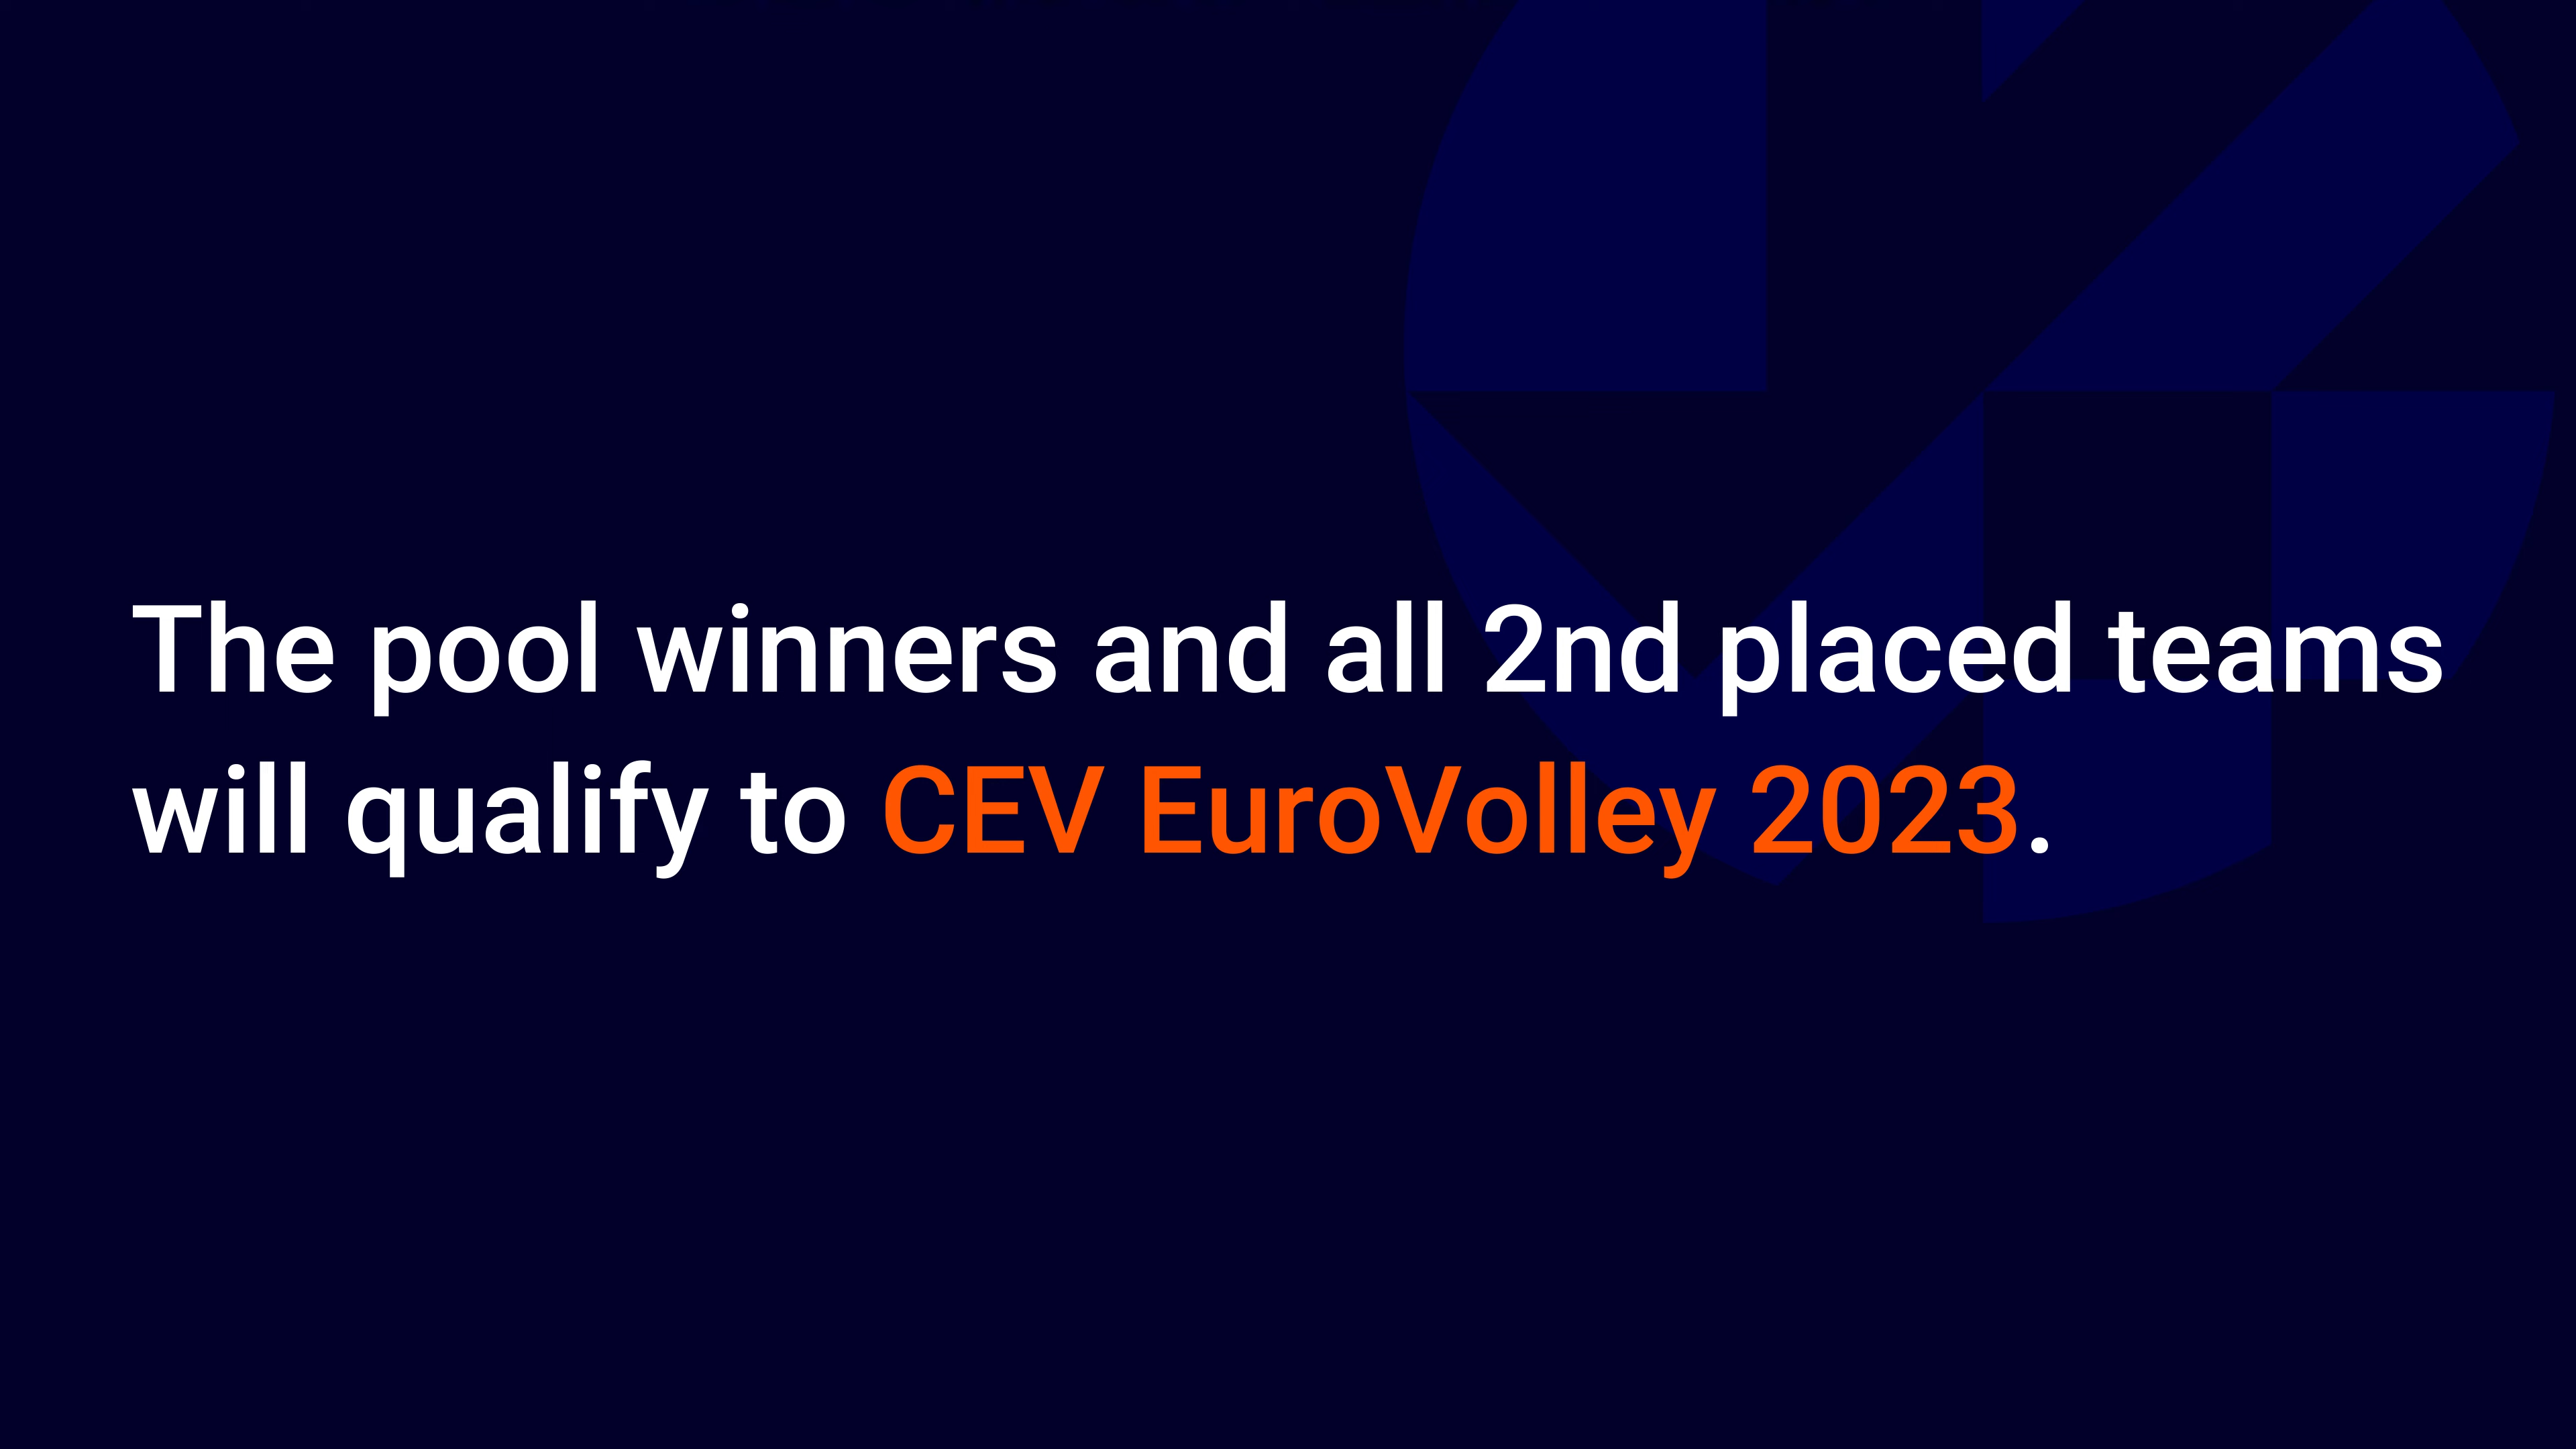 The pool winners and all 2nd placed teams
will qualify to CEV EuroVolley 2023.